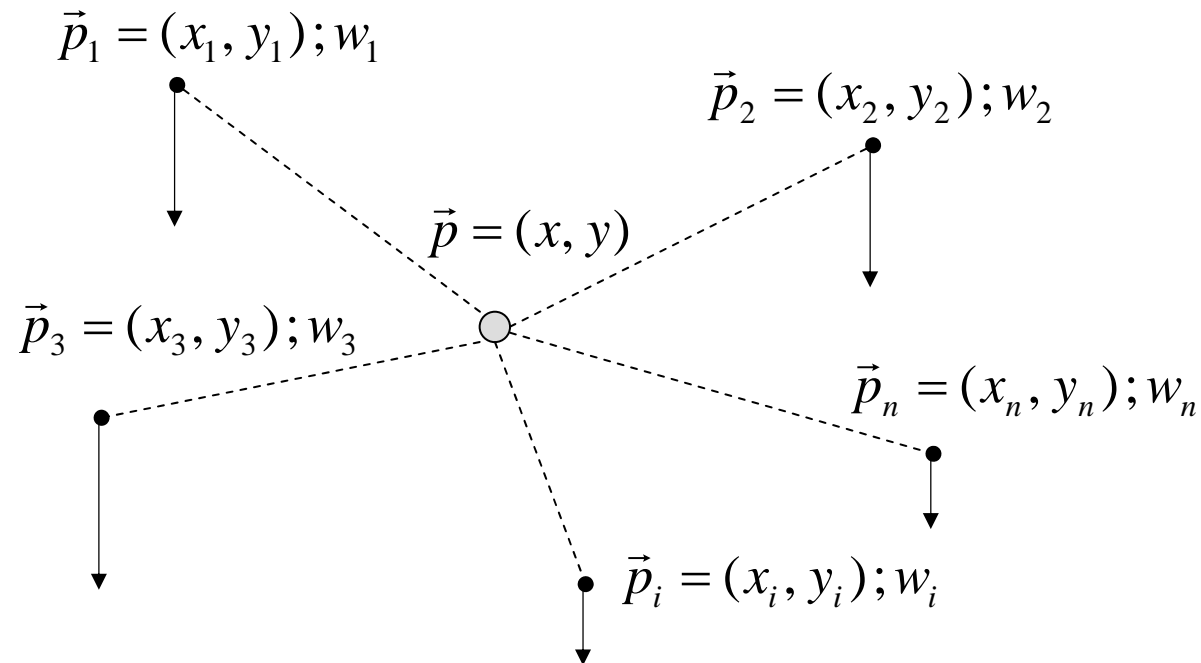 p⃗₁ = (x₁, y₁); w₁
p⃗₂ = (x₂, y₂); w₂
p⃗ = (x, y)
p⃗₃ = (x₃, y₃); w₃
p⃗ₙ = (xₙ, yₙ); wₙ
p⃗ᵢ = (xᵢ, yᵢ); wᵢ